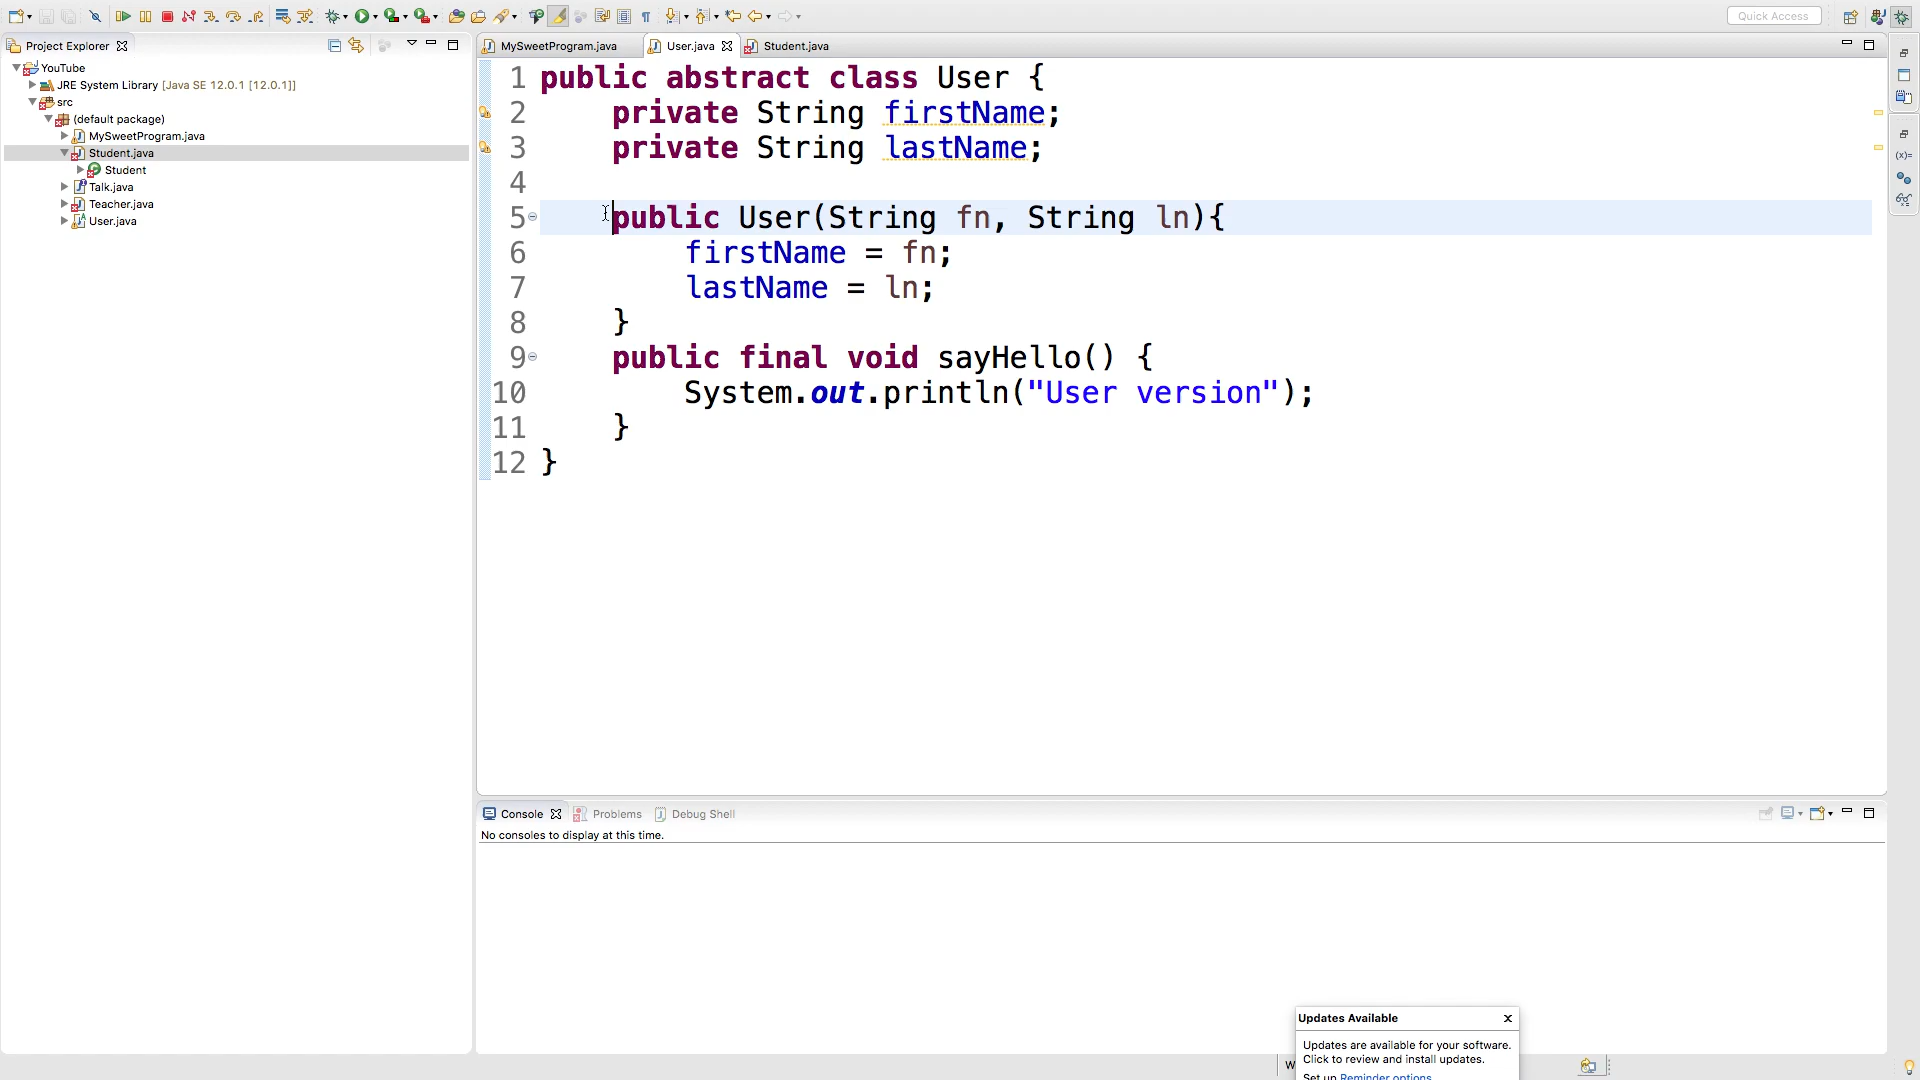 Quick Access
Project Explorer
YouTube
JRE System Library [Java SE 12.0.1 [12.0.1]]
src
(default package)
MySweetProgram.java
Student.java
Student
Talk.java
Teacher.java
User.java
MySweetProgram.java
User.java
Student.java
1 public abstract class User {
2 private String firstName;
3 private String lastName;
4
5 public User(String fn, String ln){
6 firstName = fn;
7 lastName = ln;
8 }
9 public final void sayHello() {
10 System.out.println("User version");
11 }
12 }
Console
Problems
Debug Shell
No consoles to display at this time.
Updates Available
Updates are available for your software.
Click to review and install updates.
Set up Reminder options